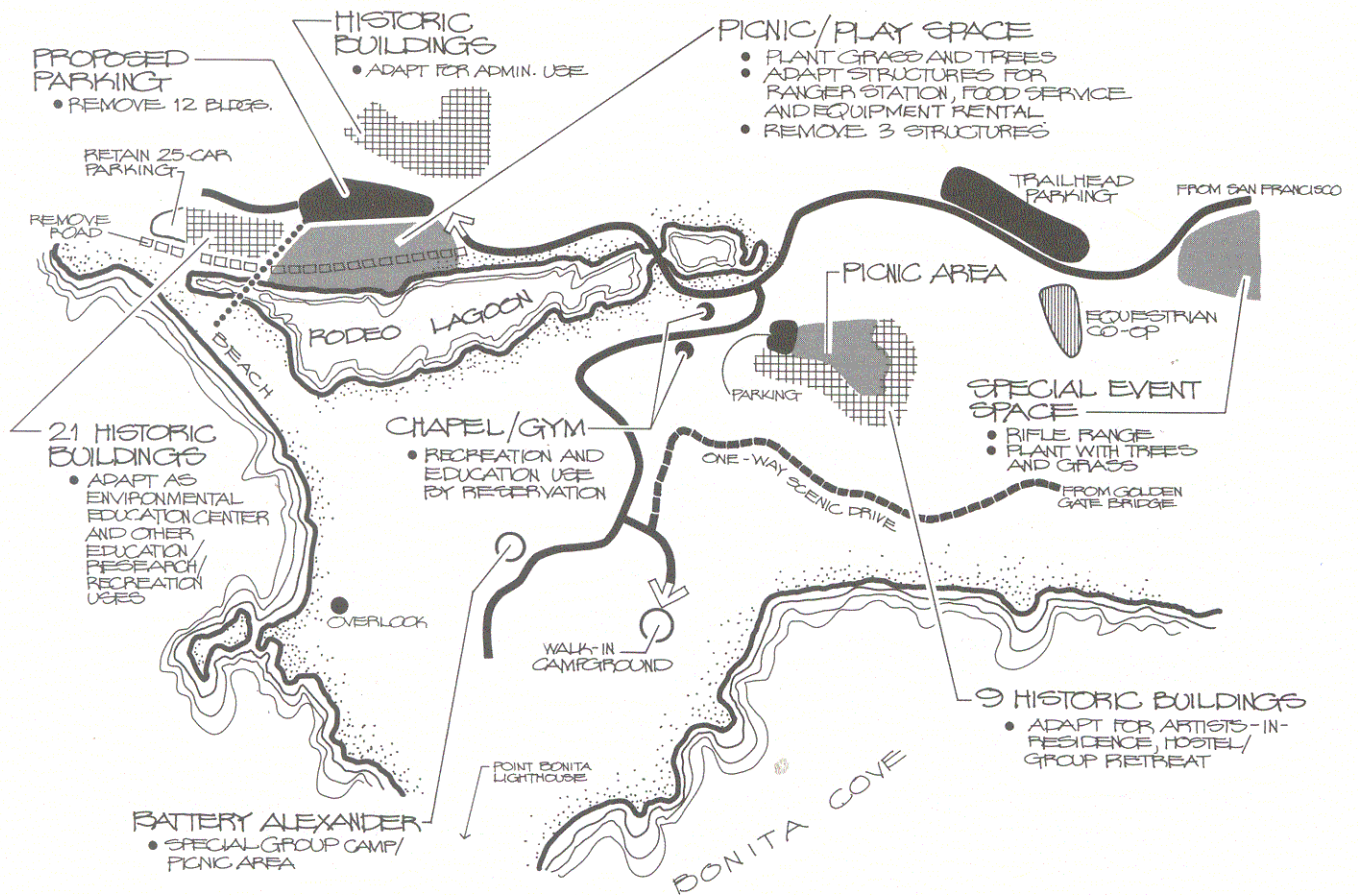 HISTORIC
BUILDINGS
• ADAPT FOR ADMIN. USE
PICNIC/PLAY SPACE
• PLANT GRASS AND TREES
• ADAPT STRUCTURES FOR
RANGER STATION, FOOD SERVICE
AND EQUIPMENT RENTAL
• REMOVE 3 STRUCTURES
PROPOSED
PARKING
• REMOVE 12 BLDGS.
RETAIN 25-CAR
PARKING
REMOVE
ROAD
TRAILHEAD
PARKING
FROM SAN FRANCISCO
PICNIC AREA
RODEO LAGOON
BEACH
EQUESTRIAN
CO-OP
PARKING
SPECIAL EVENT
SPACE
• RIFLE RANGE
• PLANT WITH TREES
AND GRASS
21 HISTORIC
BUILDINGS
• ADAPT AS
ENVIRONMENTAL
EDUCATION CENTER
AND OTHER
EDUCATION/
RESEARCH/
RECREATION
USES
CHAPEL/GYM
• RECREATION AND
EDUCATION USE
BY RESERVATION
ONE-WAY SCENIC DRIVE
FROM GOLDEN
GATE BRIDGE
OVERLOOK
WALK-IN
CAMPGROUND
9 HISTORIC BUILDINGS
• ADAPT FOR ARTISTS-IN-
RESIDENCE, HOSTEL/
GROUP RETREAT
POINT BONITA
LIGHTHOUSE
BATTERY ALEXANDER
• SPECIAL GROUP CAMP/
PICNIC AREA
BONITA COVE